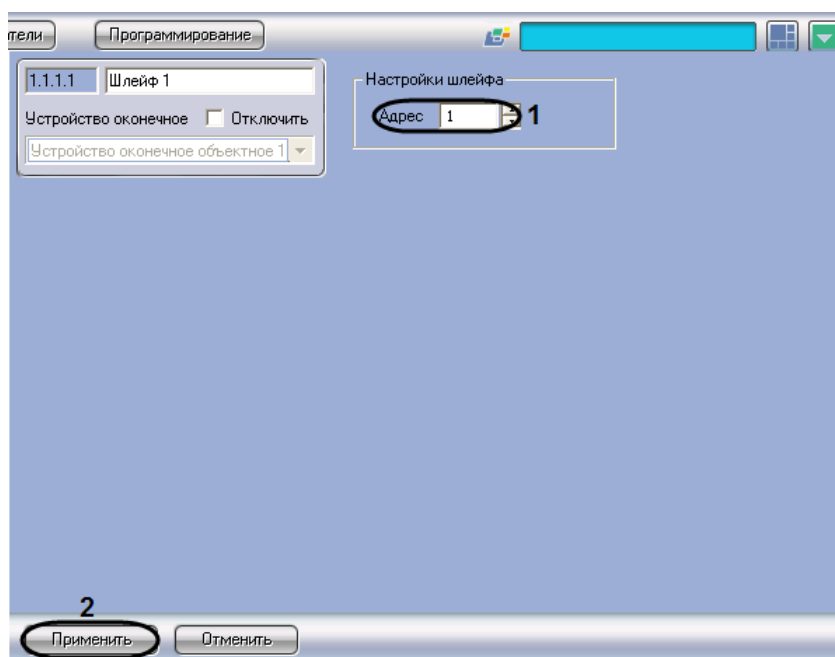 тели Программирование
1.1.1.1 Шлейф 1
Настройки шлейфа
Устройство оконечное Отключить
Адрес 1 1
Устройство оконечное объектное 1
2
Применить Отменить